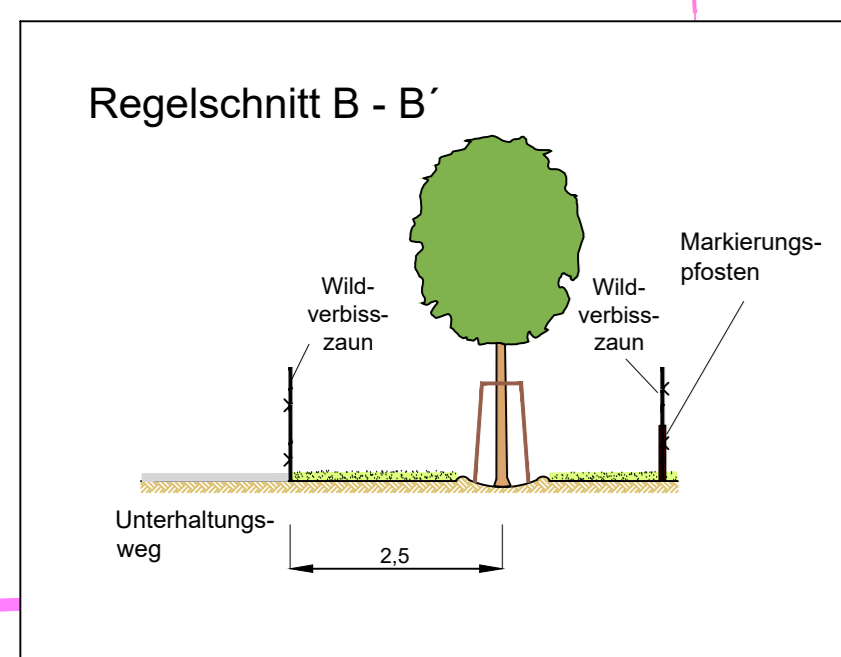 Regelschnitt B - B´
Wild-
verbiss-
zaun
Wild-
verbiss-
zaun
Markierungs-
pfosten
Unterhaltungs-
weg
2,5